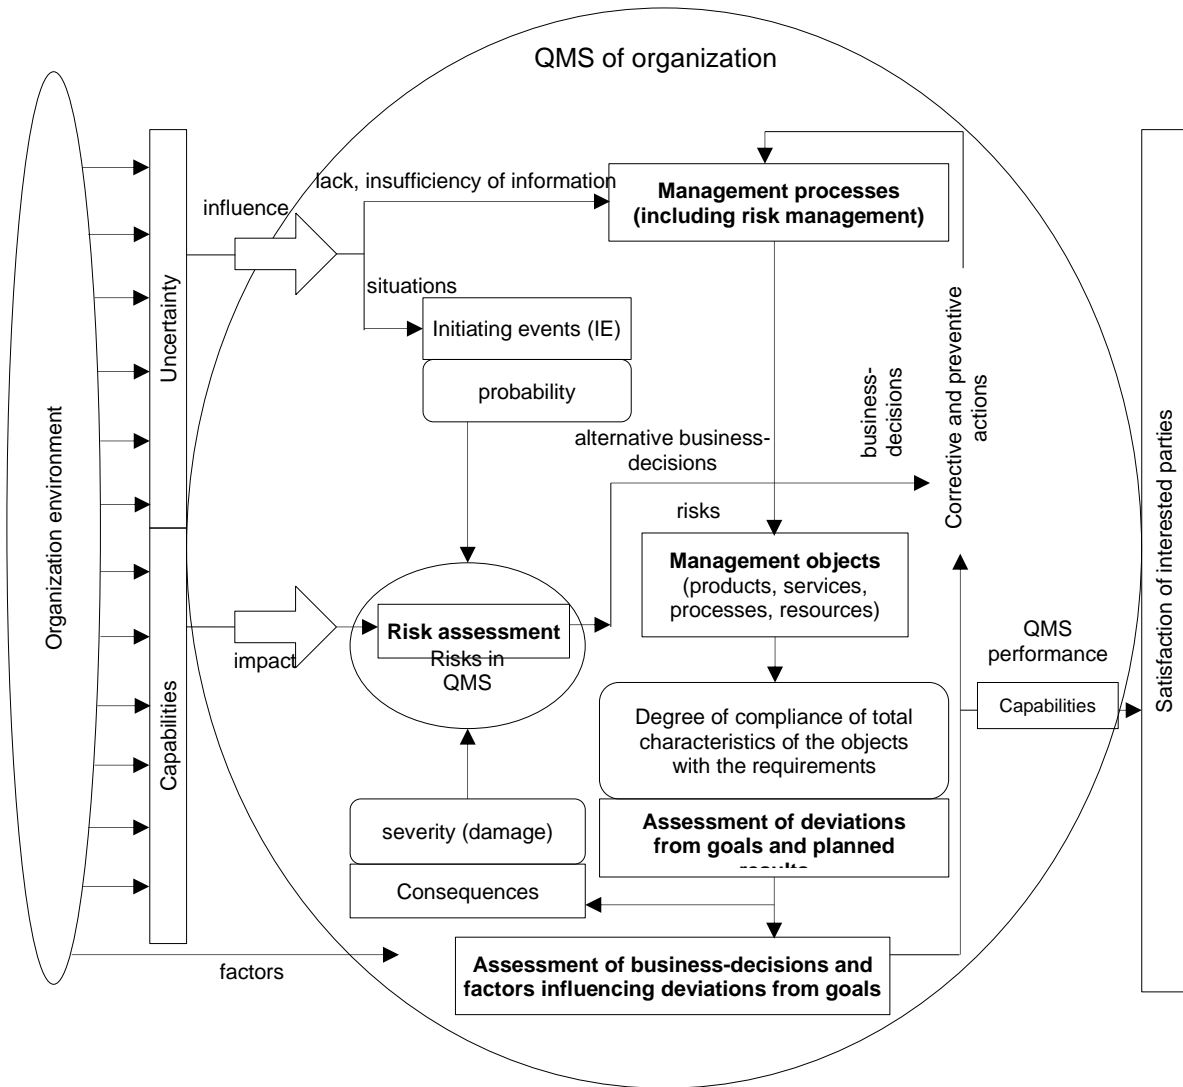 QMS of organization
lack, insufficiency of information
Management processes
(including risk management)
influence
situations
Initiating events (IE)
probability
Uncertainty
Organization environment
alternative business-
decisions
business-
decisions
Corrective and preventive
actions
risks
Management objects
(products, services,
processes, resources)
Risk assessment
Risks in
QMS
impact
Capabilities
QMS
performance
Capabilities
Satisfaction of interested parties
Degree of compliance of total
characteristics of the objects
with the requirements
Assessment of deviations
from goals and planned
results
severity (damage)
Consequences
factors
Assessment of business-decisions and
factors influencing deviations from goals